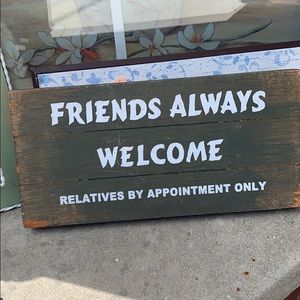 FRIENDS ALWAYS
WELCOME
RELATIVES BY APPOINTMENT ONLY